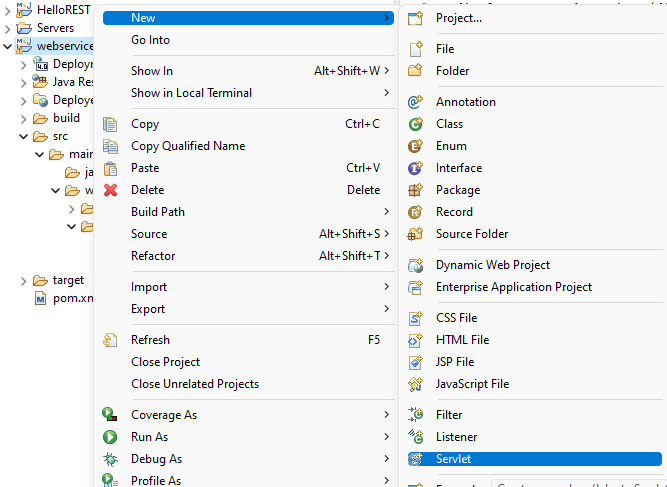 HelloREST
Servers
webservice
Deploy
Java Res
Deploye
build
src
main
ja
w
target
pom.xm
New
Go Into
Show In Alt+Shift+W
Show in Local Terminal
Copy Ctrl+C
Copy Qualified Name
Paste Ctrl+V
Delete Delete
Build Path
Source Alt+Shift+S
Refactor Alt+Shift+T
Import
Export
Refresh F5
Close Project
Close Unrelated Projects
Coverage As
Run As
Debug As
Profile As
Project...
File
Folder
Annotation
Class
Enum
Interface
Package
Record
Source Folder
Dynamic Web Project
Enterprise Application Project
CSS File
HTML File
JSP File
JavaScript File
Filter
Listener
Servlet